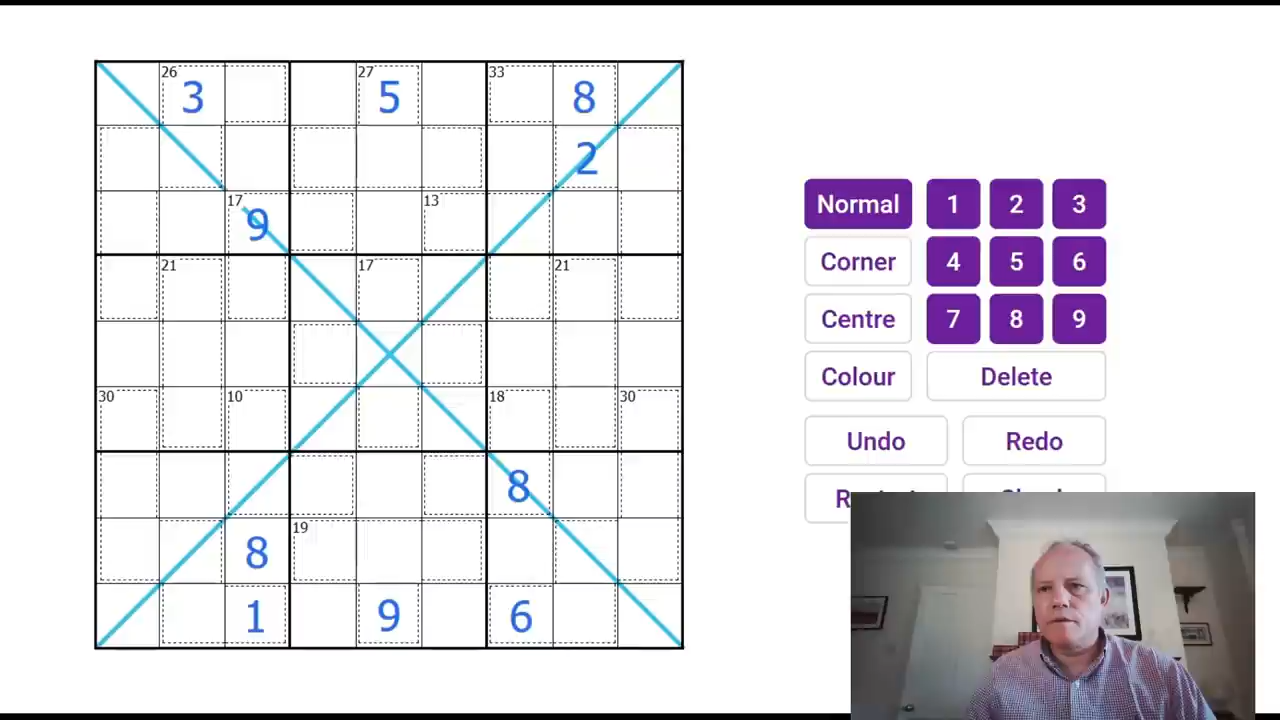 26 3 27 5 33 8
2
17 9 13
21 17 21
30 10 18 30
8
8 19
1 9 6
Normal 1 2 3
Corner 4 5 6
Centre 7 8 9
Colour Delete
Undo Redo